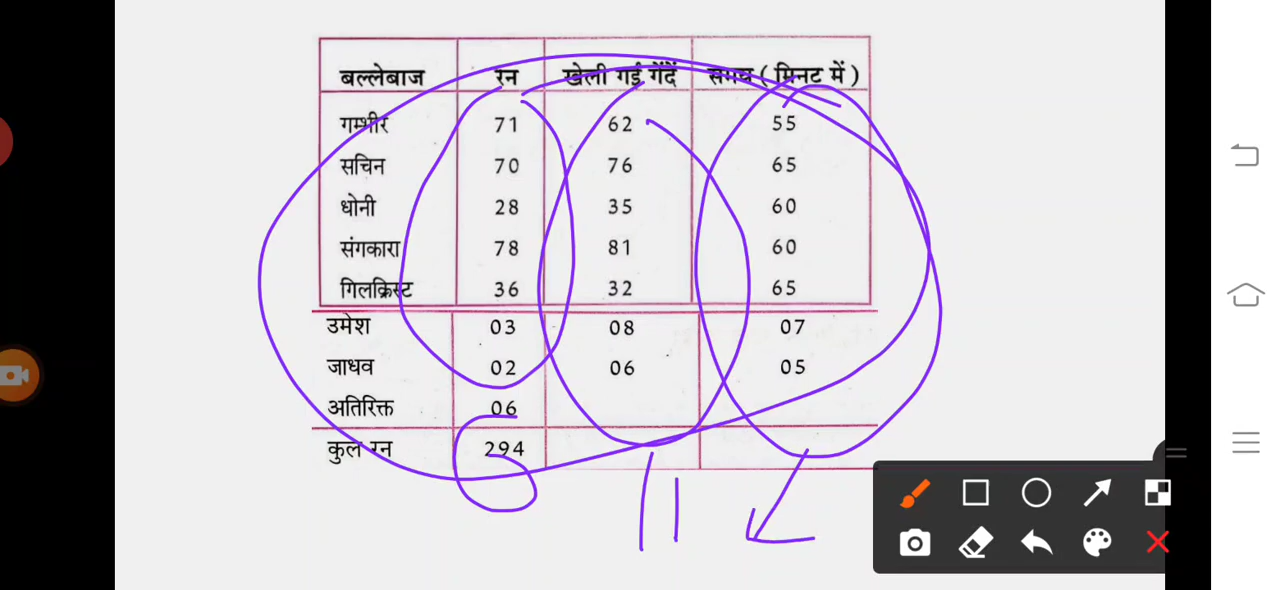 बल्लेबाज रन खेली गई गेंदें समय ( मिनट में )
गम्भीर 71 62 55
सचिन 70 76 65
धोनी 28 35 60
संगकारा 78 81 60
गिलक्रिस्ट 36 32 65
उमेश 03 08 07
जाधव 02 06 05
अतिरिक्त 06
कुल रन 294